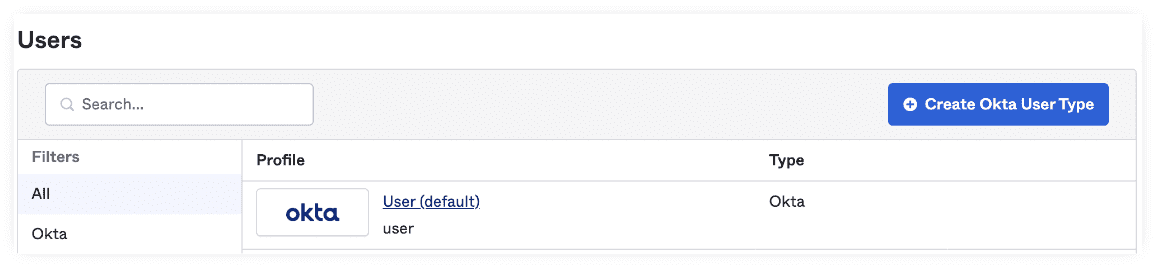 Users
Search...
Create Okta User Type
Filters
Profile
Type
All
okta
User (default)
Okta
user
Okta